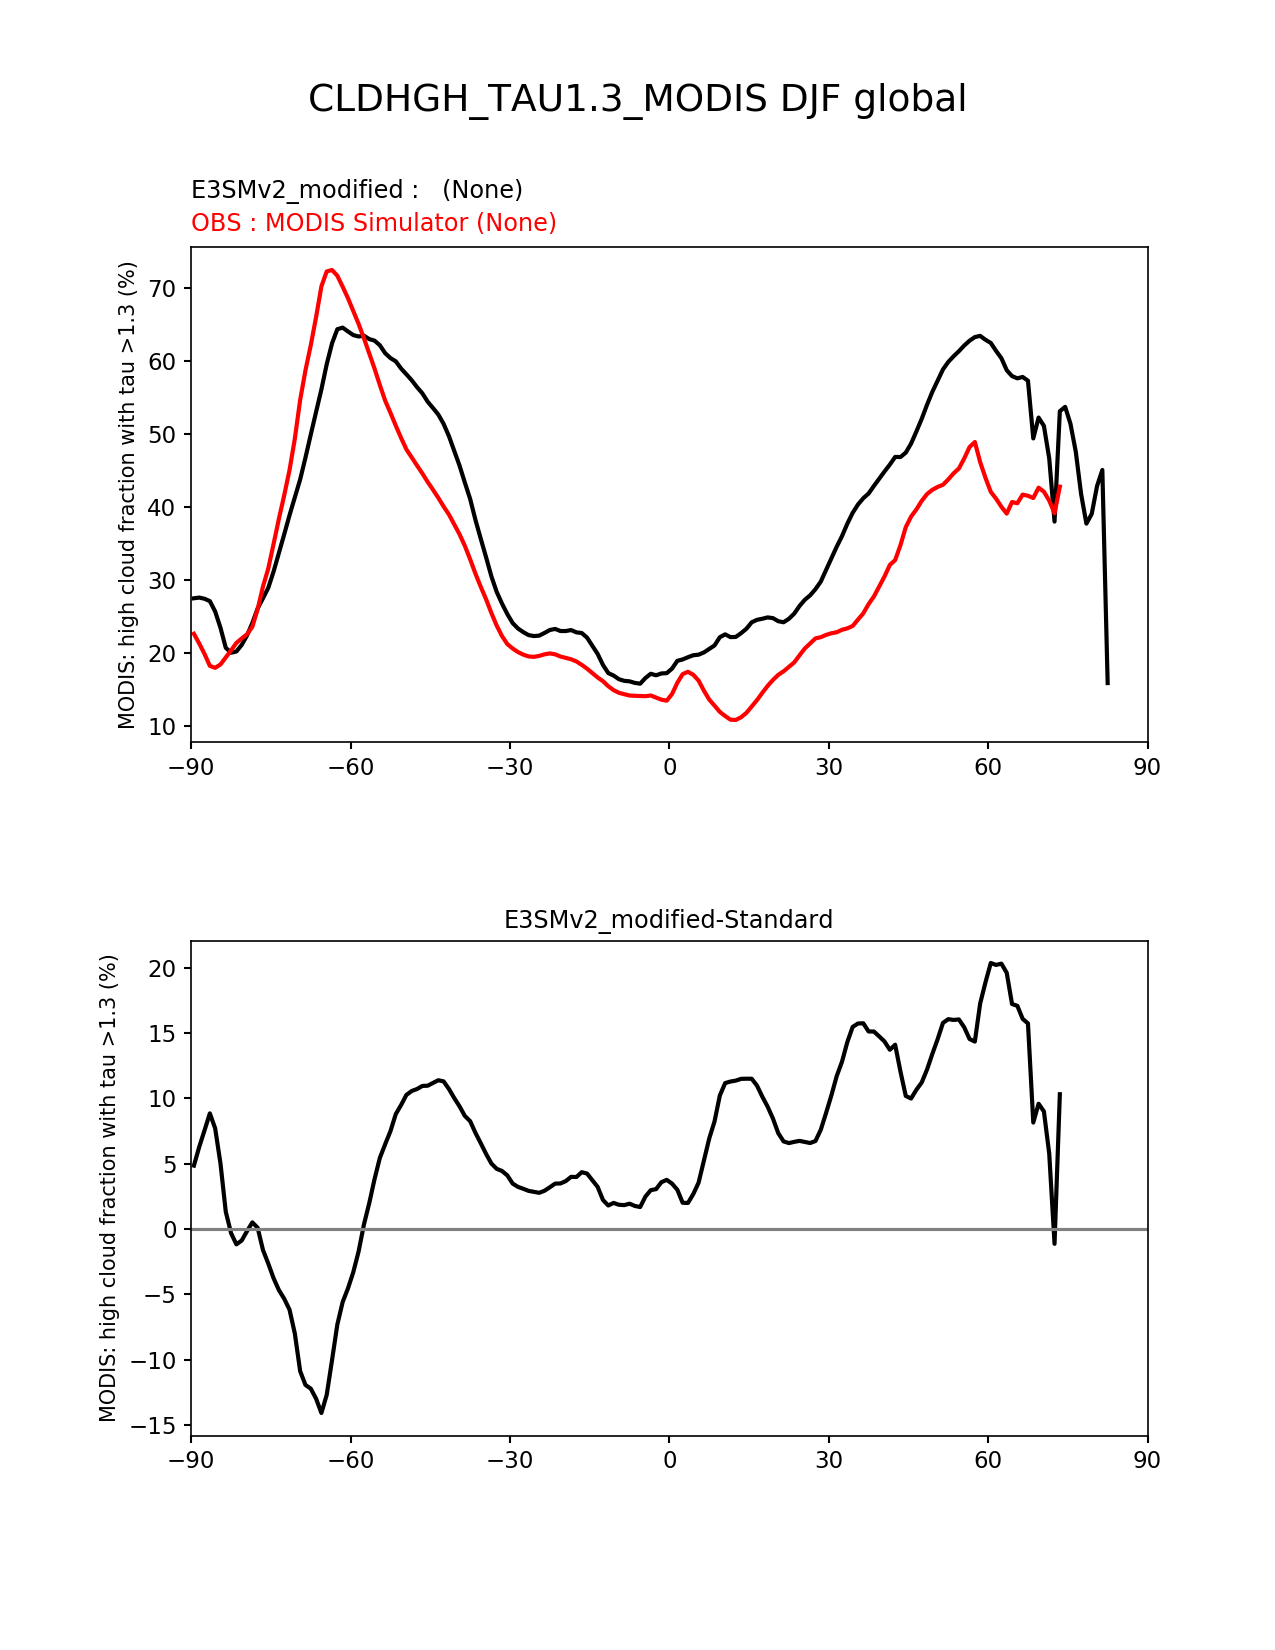 CLDHGH_TAU1.3_MODIS DJF global
E3SMv2_modified :   (None)
OBS : MODIS Simulator (None)
MODIS: high cloud fraction with tau >1.3 (%)
70
60
50
40
30
20
10
−90 −60 −30 0 30 60 90
E3SMv2_modified-Standard
MODIS: high cloud fraction with tau >1.3 (%)
20
15
10
5
0
−5
−10
−15
−90 −60 −30 0 30 60 90